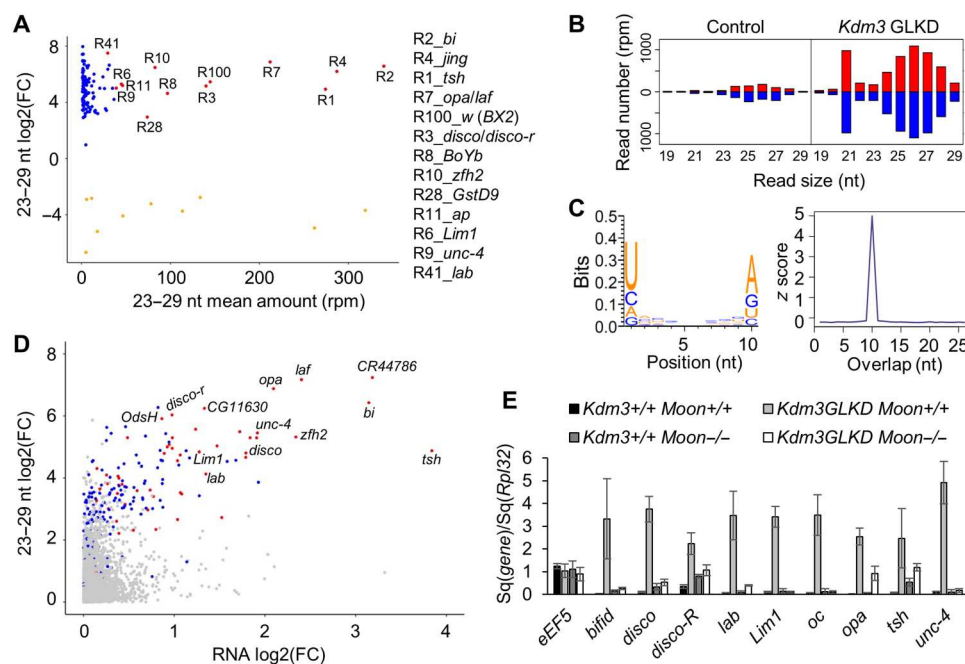 A
23–29 nt log2(FC)
8
4
0
−4
R41
R10
R6
R11
R9
R8
R28
R100
R3
R7
R4
R1
R2
0 100 200 300
23–29 nt mean amount (rpm)
R2_bi
R4_jing
R1_tsh
R7_opa/laf
R100_w (BX2)
R3_disco/disco-r
R8_BoYb
R10_zfh2
R28_GstD9
R11_ap
R6_Lim1
R9_unc-4
R41_lab
B
Control Kdm3 GLKD
Read number (rpm)
1000
0
1000
19 21 23 25 27 29 19 21 23 25 27 29
Read size (nt)
C
Bits
0.5
0.4
0.3
0.2
0.1
0.0
U
C
A
G
A
G
U
C
0 5 10
Position (nt)
z score
5
4
3
2
1
0
0 5 10 15 20 25
Overlap (nt)
D
23–29 nt log2(FC)
8
6
4
2
0
OdsH
disco-r
CG11630
opa
laf
CR44786
bi
unc-4
zfh2
disco
Lim1
lab
tsh
0 1 2 3 4
RNA log2(FC)
E
Kdm3+/+ Moon+/+
Kdm3GLKD Moon+/+
Kdm3+/+ Moon−/−
Kdm3GLKD Moon−/−
Sq(gene)/Sq(Rpl32)
6
5
4
3
2
1
0
eEF5
bifid
disco
disco-R
lab
Lim1
oc
opa
tsh
unc-4